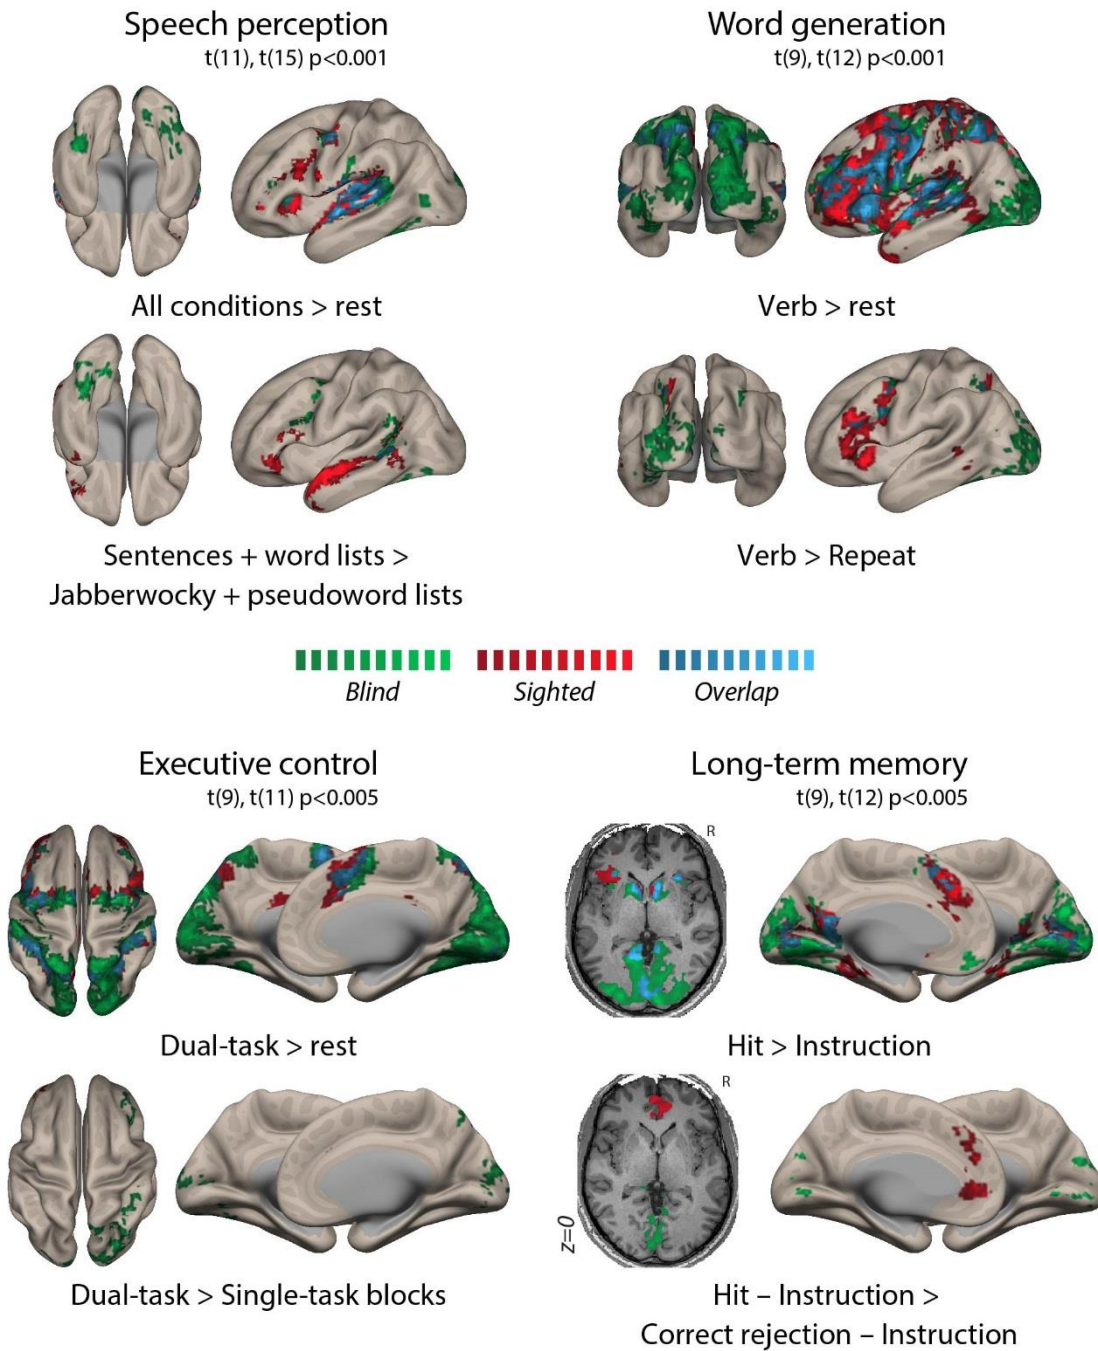 Speech perception
t(11), t(15) p<0.001
Word generation
t(9), t(12) p<0.001
All conditions > rest
Verb > rest
Sentences + word lists >
Jabberwocky + pseudoword lists
Verb > Repeat
Blind
Sighted
Overlap
Executive control
t(9), t(11) p<0.005
Long-term memory
t(9), t(12) p<0.005
R
Dual-task > rest
Hit > Instruction
R
z=0
Dual-task > Single-task blocks
Hit – Instruction >
Correct rejection – Instruction